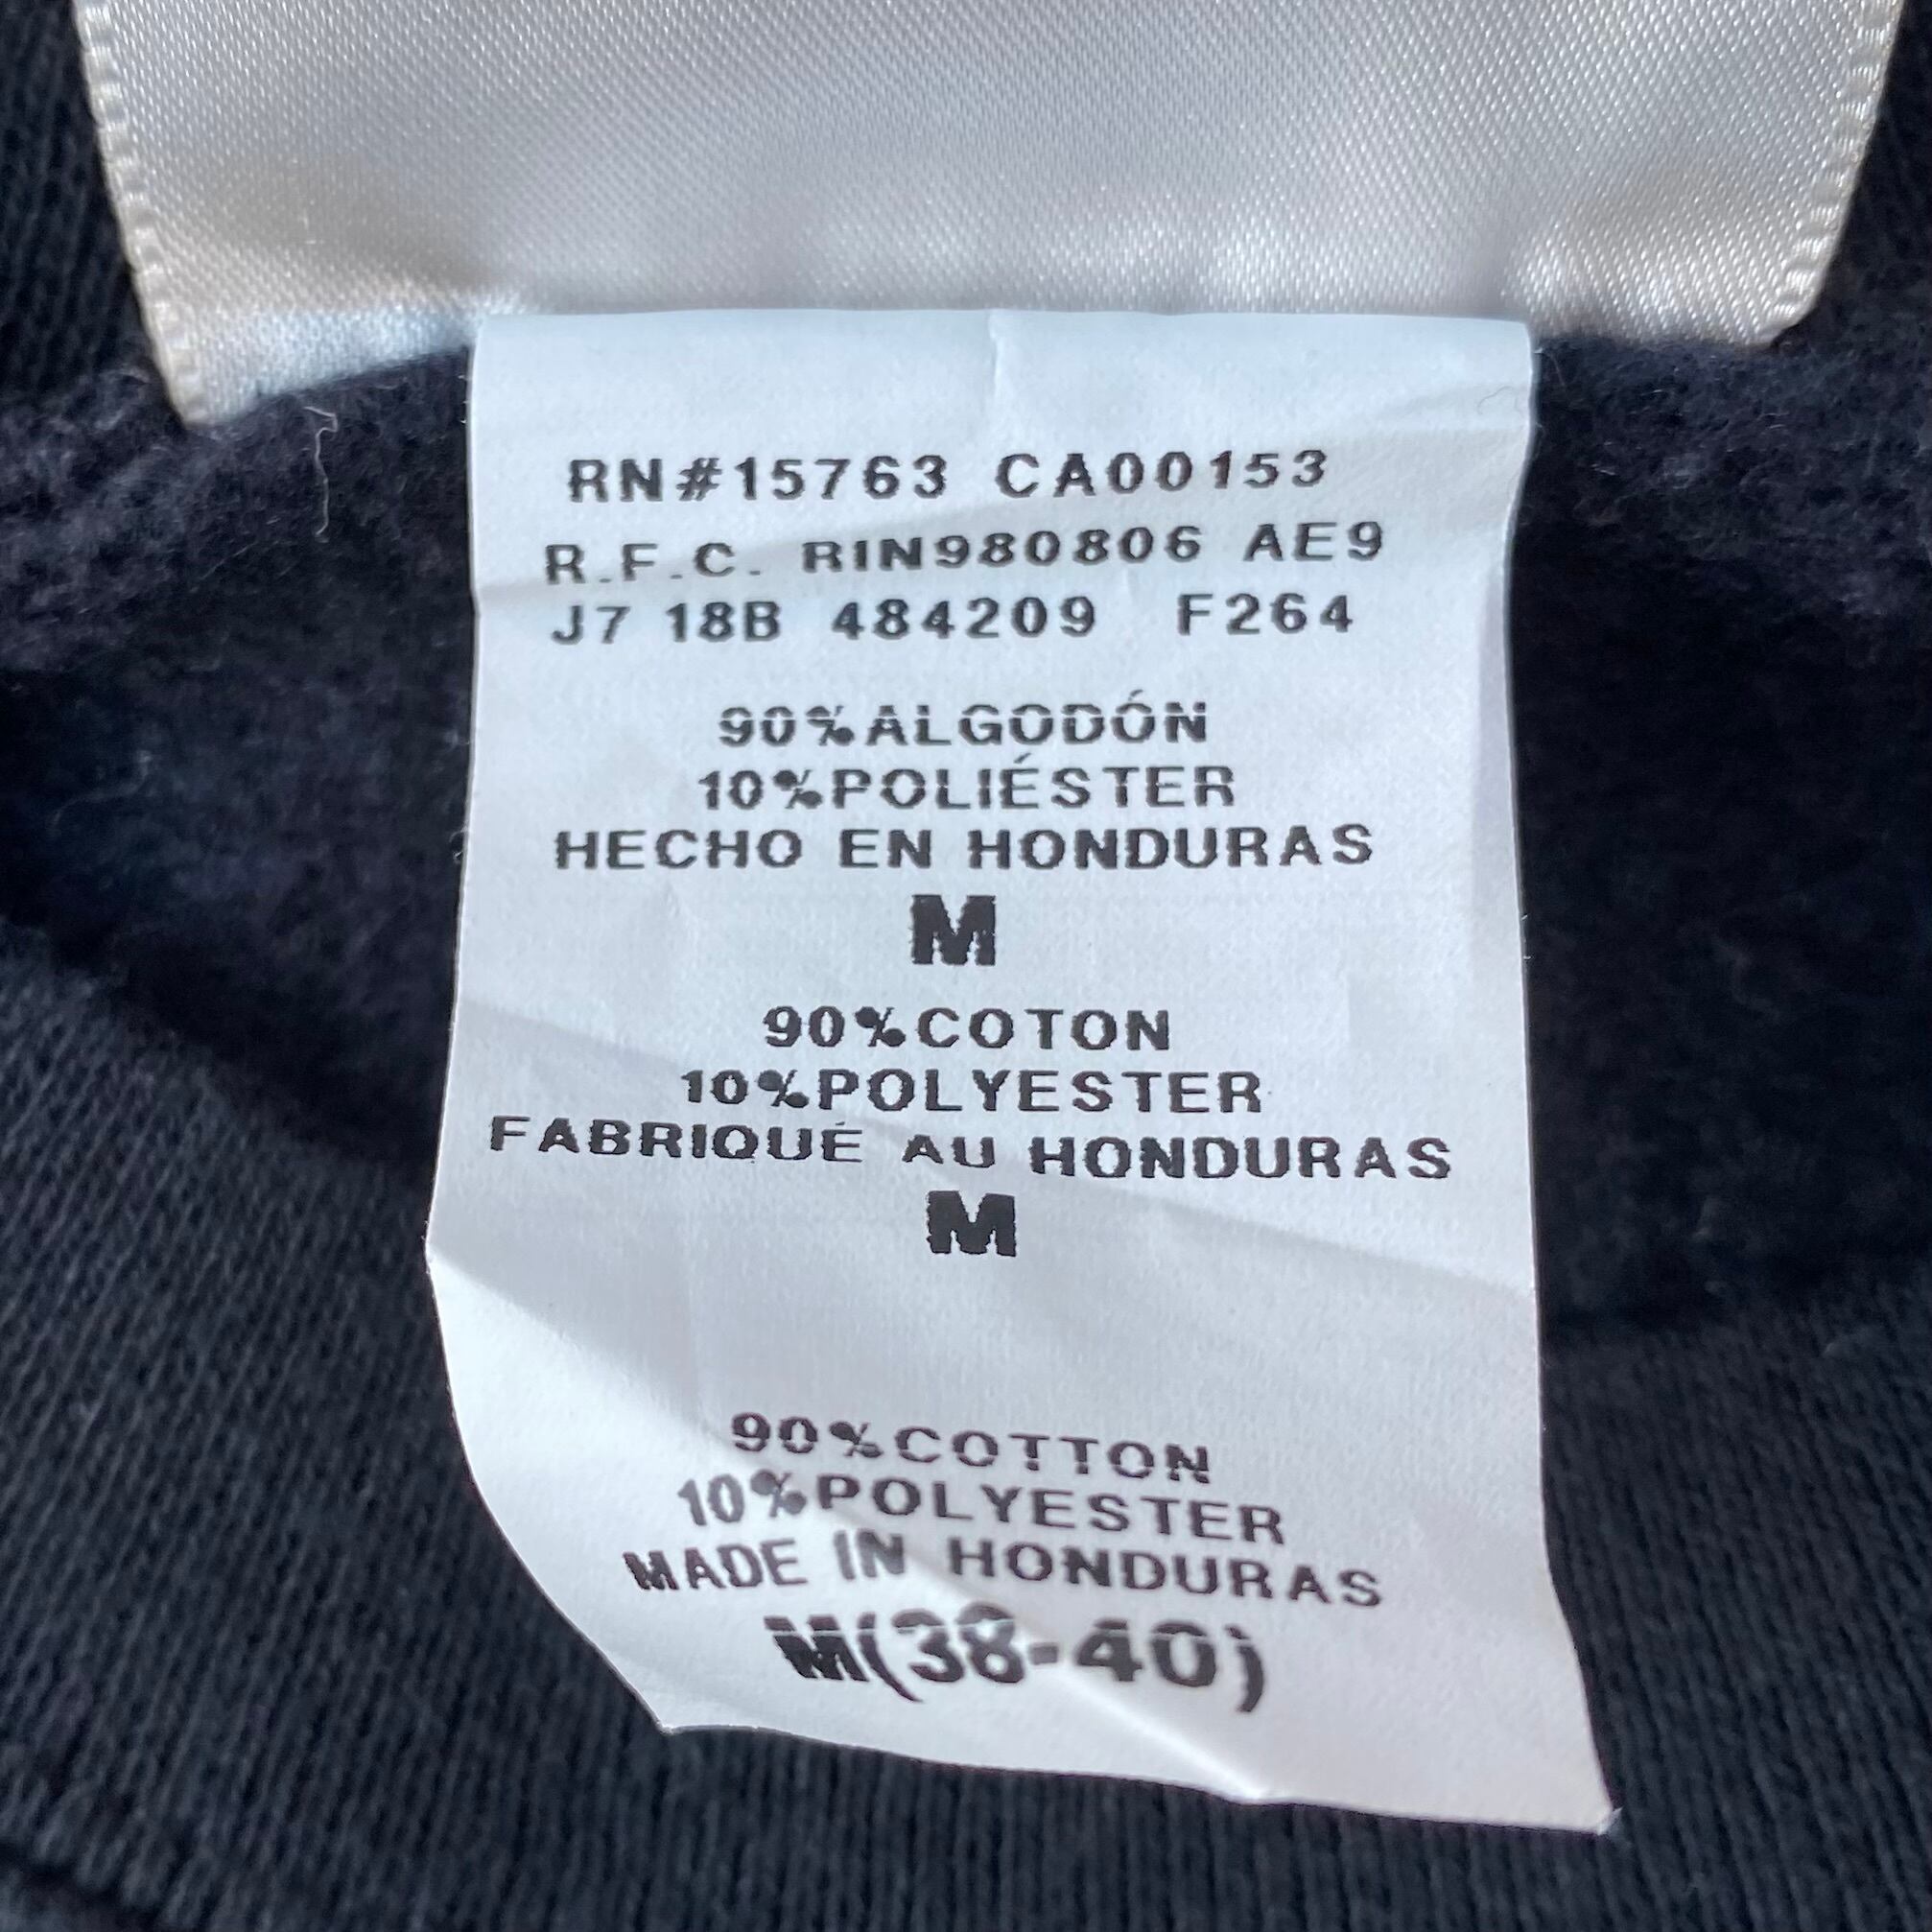 RN#15763 CA00153
R.F.C. RIN980806 AE9
J7 18B 484209 F264
90%ALGODÓN
10%POLIÉSTER
HECHO EN HONDURAS
M
90%COTON
10%POLYESTER
FABRIQUÉ AU HONDURAS
M
90%COTTON
10%POLYESTER
MADE IN HONDURAS
M(38-40)